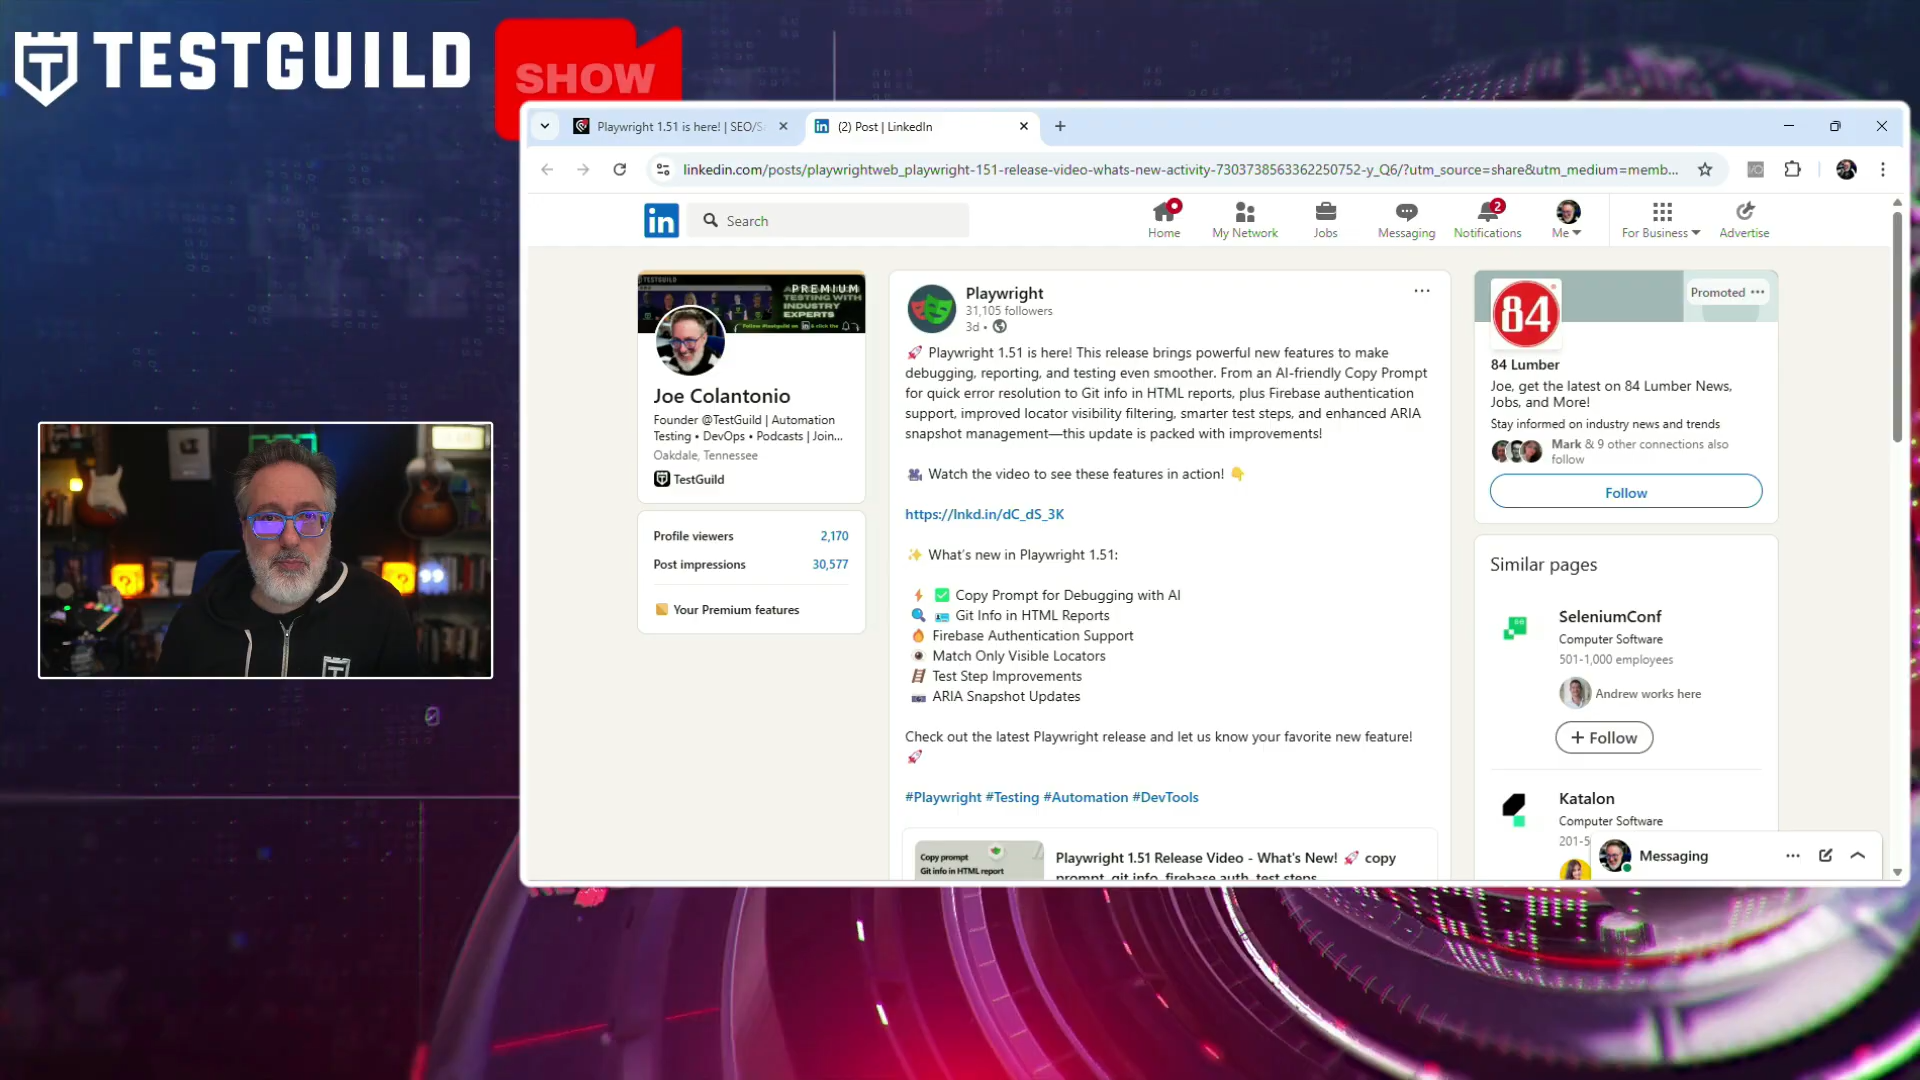 TESTGUILD
SHOW
Playwright 1.51 is here! | SEO/S
(2) Post | LinkedIn
linkedin.com/posts/playwrightweb_playwright-151-release-video-whats-new-activity-7303738563362250752-y_Q6/?utm_source=share&utm_medium=memb...
Search
Home
My Network
Jobs
Messaging
2
Notifications
Me
For Business
Advertise
TESTGUILD
PREMIUM
TESTING WITH
INDUSTRY
EXPERTS
Joe Colantonio
Founder @TestGuild | Automation
Testing • DevOps • Podcasts | Join...
Oakdale, Tennessee
TestGuild
Profile viewers 2,170
Post impressions 30,577
Your Premium features
Playwright
31,105 followers
3d •
🚀 Playwright 1.51 is here! This release brings powerful new features to make
debugging, reporting, and testing even smoother. From an AI-friendly Copy Prompt
for quick error resolution to Git info in HTML reports, plus Firebase authentication
support, improved locator visibility filtering, smarter test steps, and enhanced ARIA
snapshot management—this update is packed with improvements!
🎥 Watch the video to see these features in action! 👇
https://lnkd.in/dC_dS_3K
✨ What's new in Playwright 1.51:
⚡ ✅ Copy Prompt for Debugging with AI
🔍 🪪 Git Info in HTML Reports
🔥 Firebase Authentication Support
👁 Match Only Visible Locators
🪜 Test Step Improvements
📷 ARIA Snapshot Updates
Check out the latest Playwright release and let us know your favorite new feature!
🚀
#Playwright #Testing #Automation #DevTools
Copy prompt
Git info in HTML report
Playwright 1.51 Release Video - What's New! 🚀 copy
prompt, git info, firebase auth, test steps
Promoted
84
84 Lumber
Joe, get the latest on 84 Lumber News,
Jobs, and More!
Stay informed on industry news and trends
Mark & 9 other connections also
follow
Follow
Similar pages
SeleniumConf
Computer Software
501-1,000 employees
Andrew works here
+ Follow
Katalon
Computer Software
201-5
Messaging